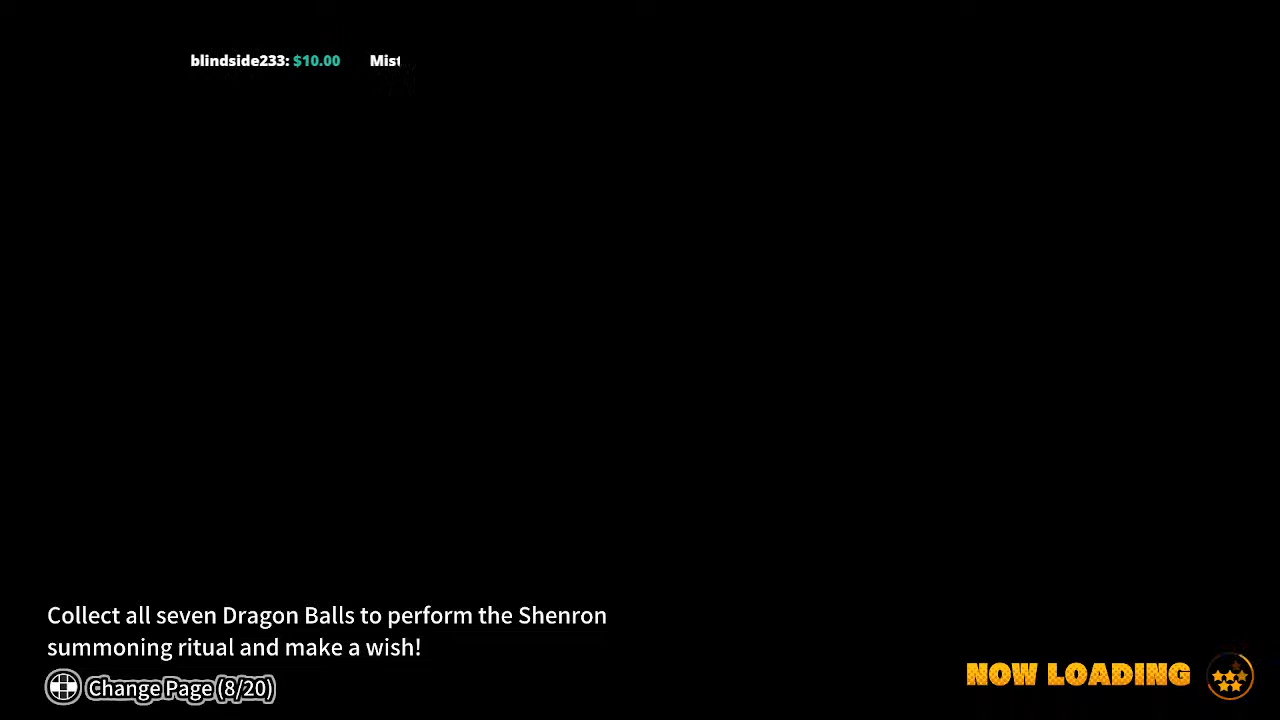 blindside233: $10.00
Collect all seven Dragon Balls to perform the Shenron
summoning ritual and make a wish!
Change Page (8/20)
NOW LOADING